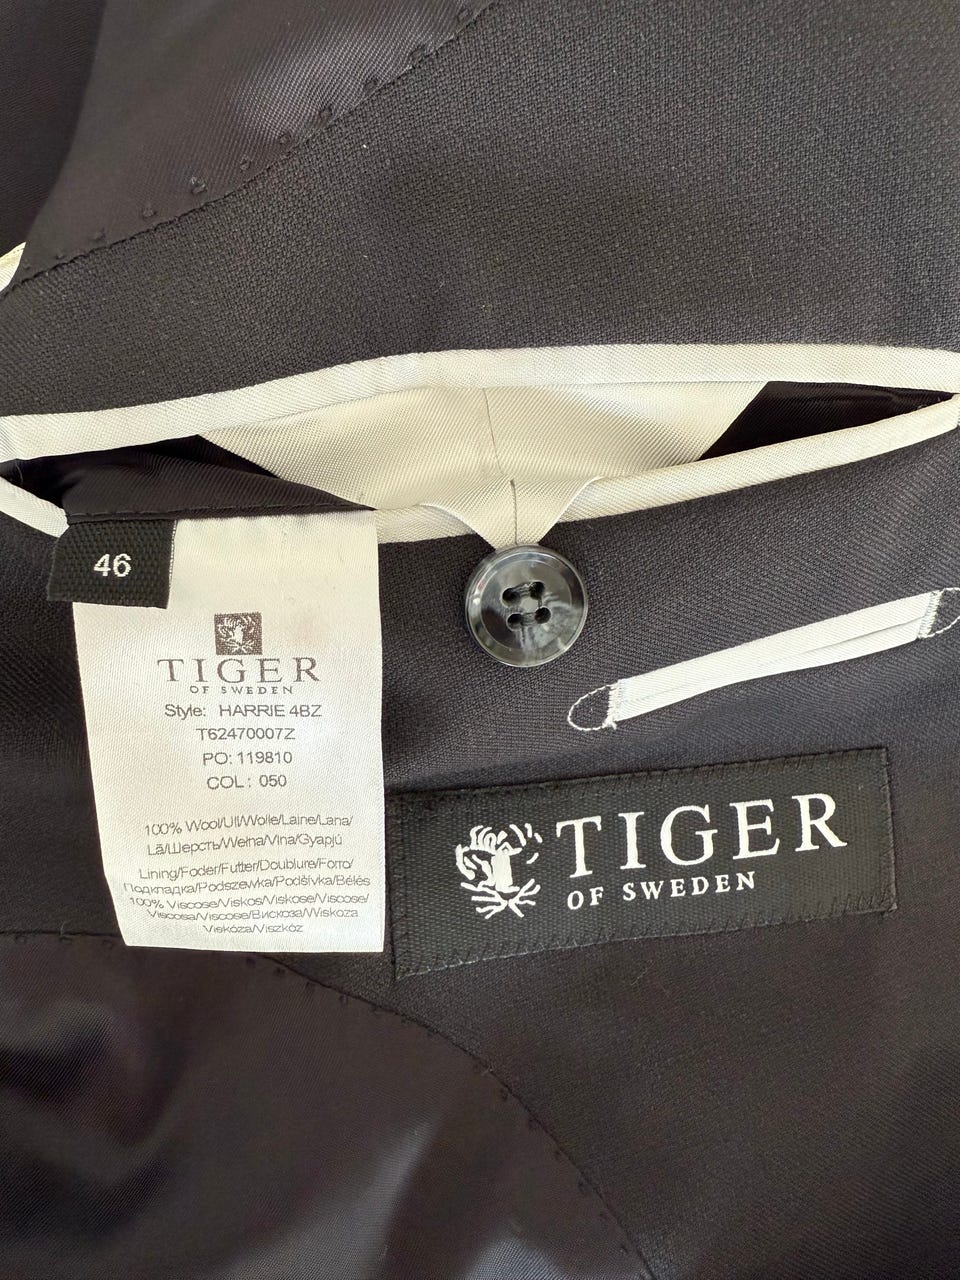 46
TIGER
OF SWEDEN
Style: HARRIE 4BZ
T62470007Z
PO: 119810
COL: 050
100% Wool/Ull/Wolle/Laine/Lana/
Lã/Шерсть/Wełna/Vlna/Gyapjú
Lining/Foder/Futter/Doublure/Forro/
Подкладка/Podszewka/Podšívka/Bélés
100% Viscose/Viskos/Viskose/Viscose/
Viscosa/Viscose/Вискоза/Wiskoza
Viskóza/Viszkóz
TIGER
OF SWEDEN